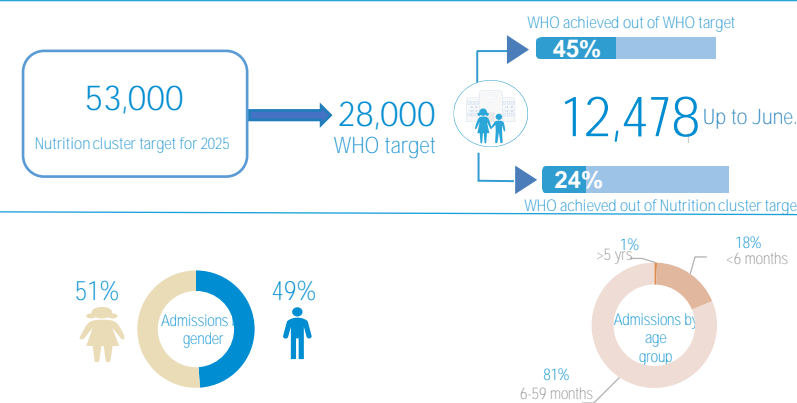 WHO achieved out of WHO target
45%
53,000
Nutrition cluster target for 2025
28,000
WHO target
12,478 Up to June.
24%
WHO achieved out of Nutrition cluster targe
51%
49%
Admissions
gender
1%
>5 yrs
18%
<6 months
Admissions by
age
group
81%
6-59 months